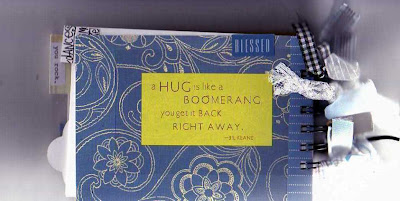 BLESSED
a HUG is like a
BOOMERANG
you get it BACK
RIGHT AWAY.